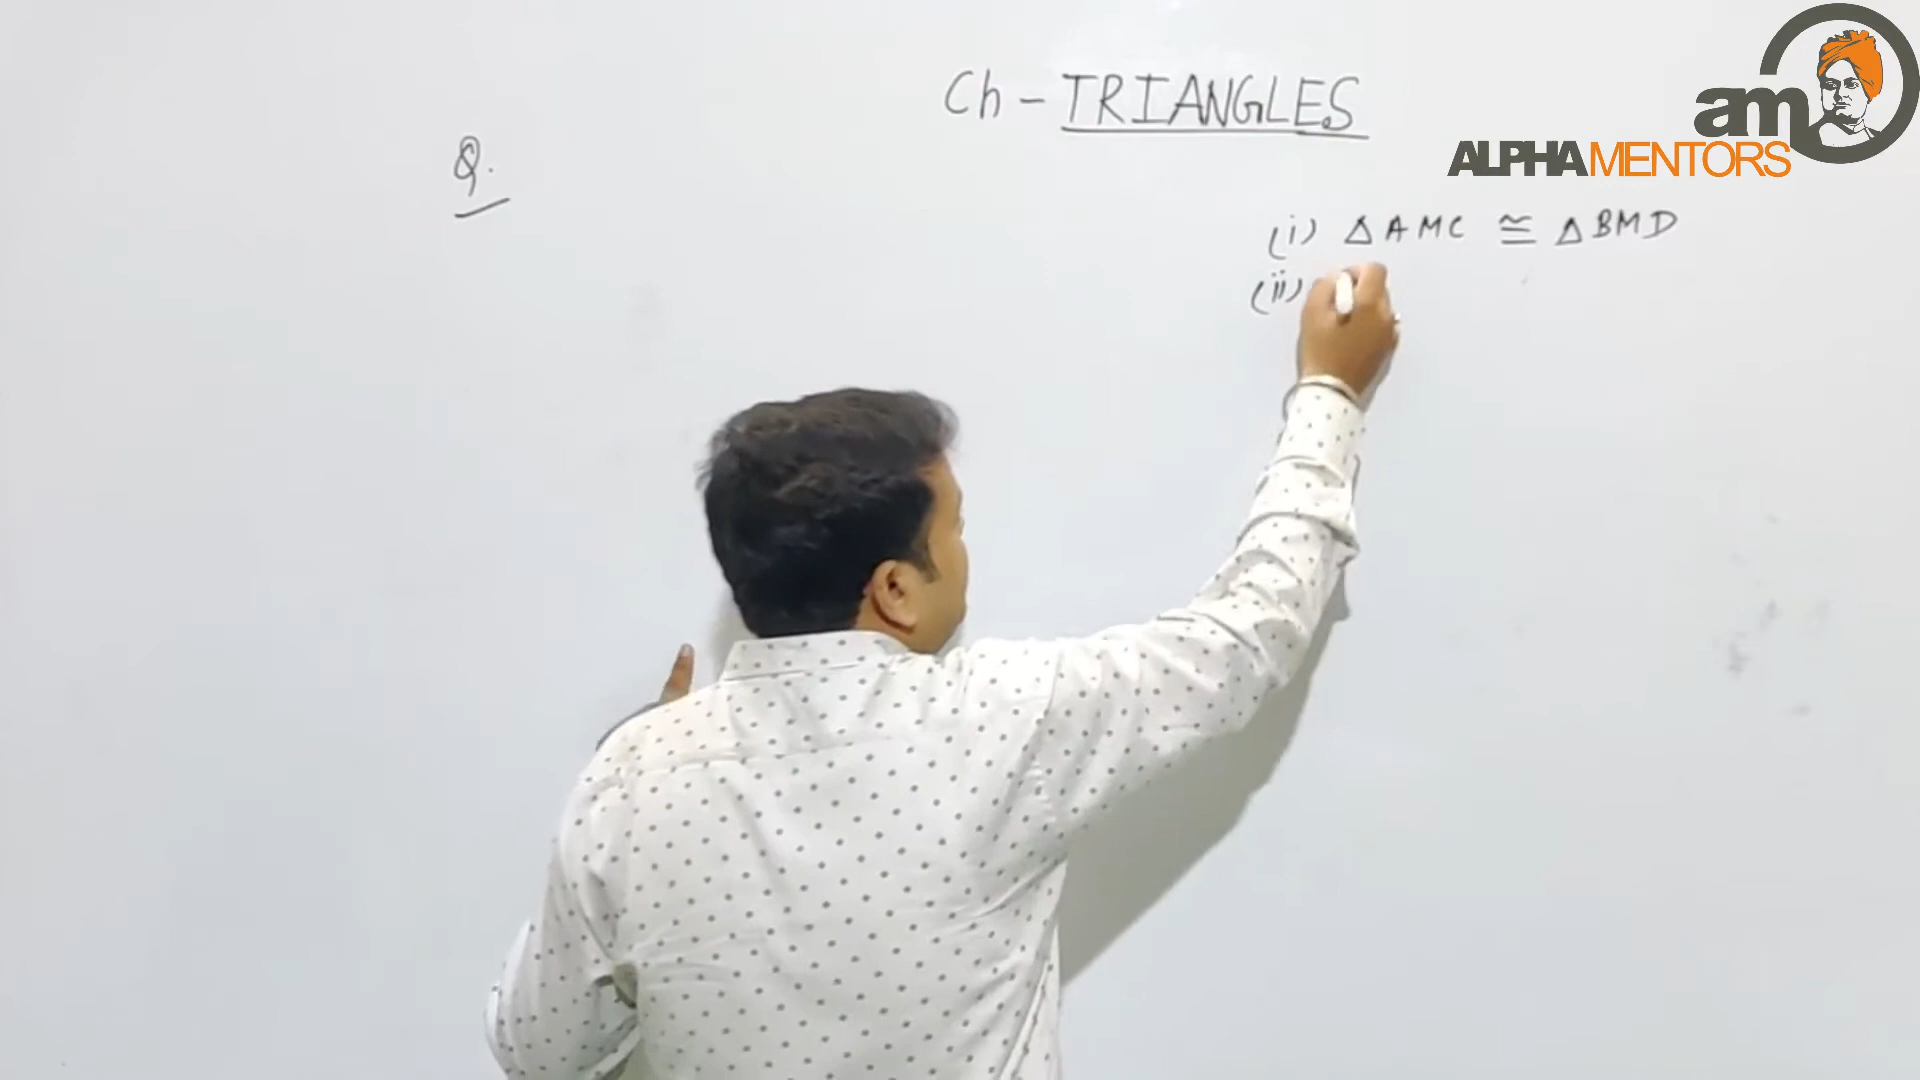 Ch - TRIANGLES
am
ALPHAMENTORS
Q.
(i) △AMC ≅ △BMD
(ii)